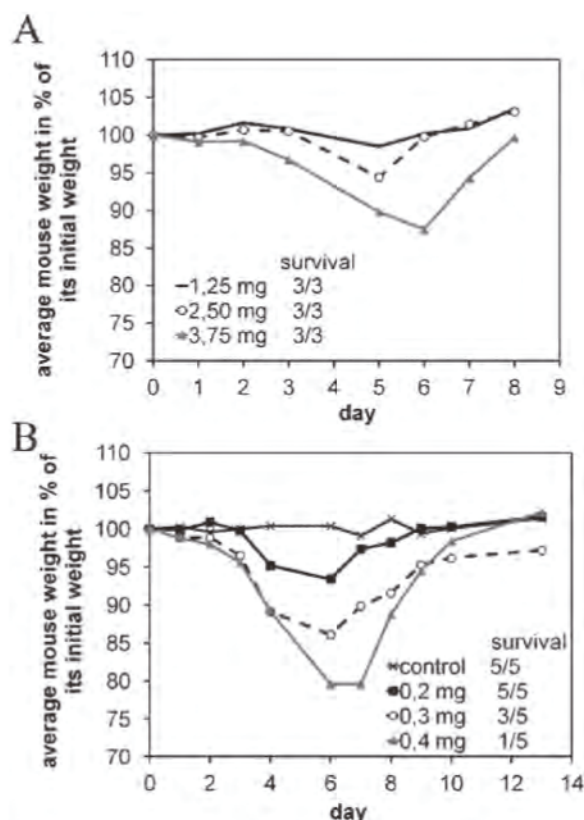 A
average mouse weight in % of
its initial weight
110
105
100
95
90
85
80
75
70
survival
1,25 mg 3/3
2,50 mg 3/3
3,75 mg 3/3
0 1 2 3 4 5 6 7 8 9
day
B
average mouse weight in % of
its initial weight
110
105
100
95
90
85
80
75
70
survival
control 5/5
0,2 mg 5/5
0,3 mg 3/5
0,4 mg 1/5
0 2 4 6 8 10 12 14
day